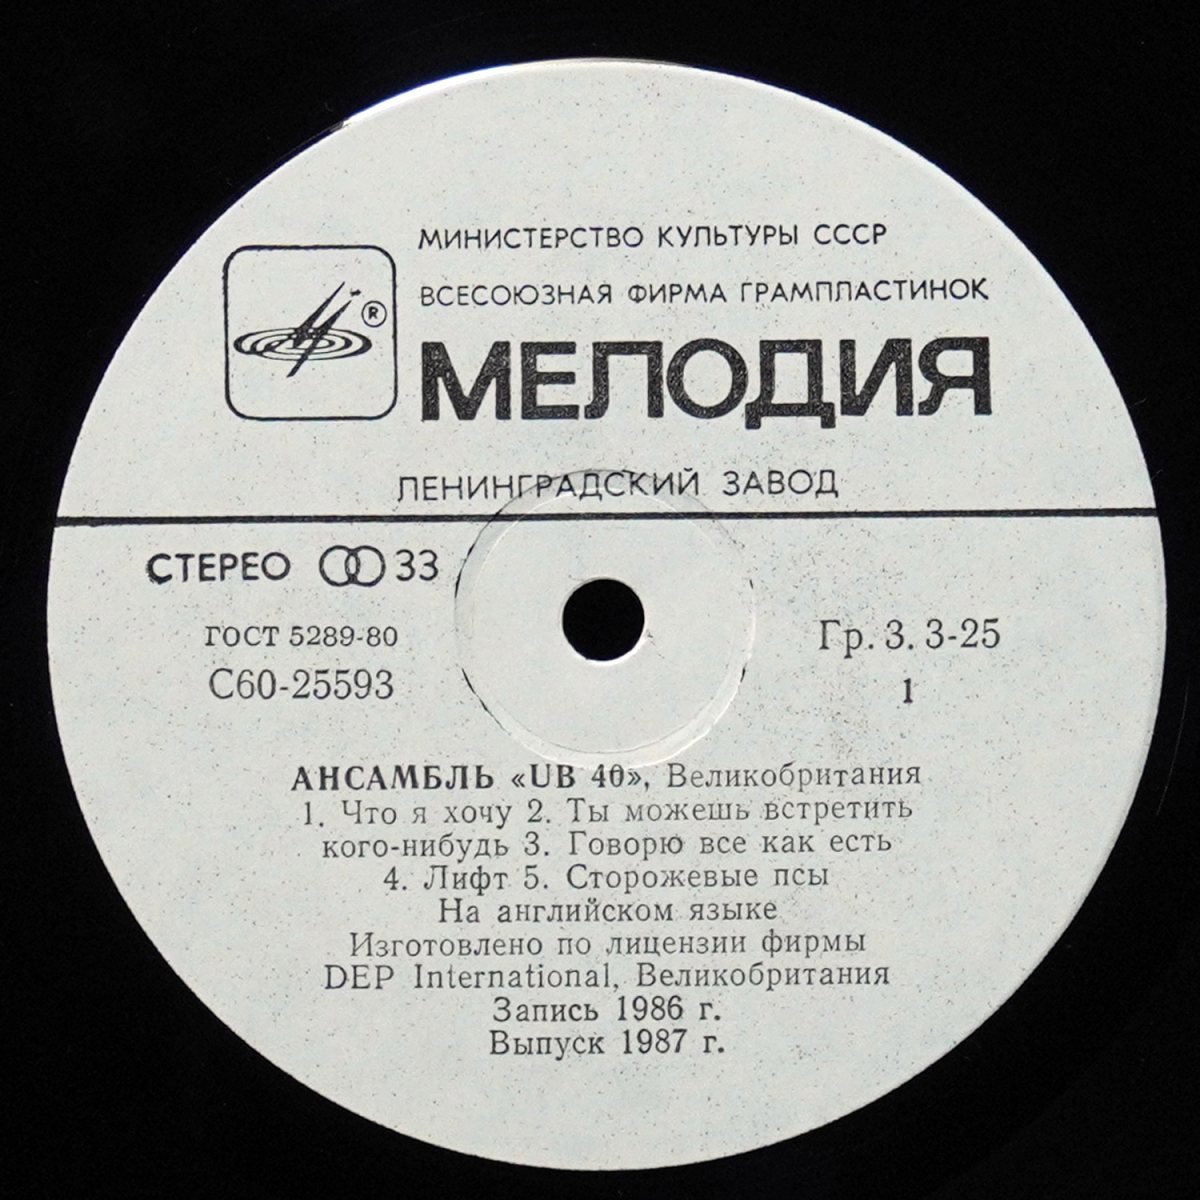 МИНИСТЕРСТВО КУЛЬТУРЫ СССР
ВСЕСОЮЗНАЯ ФИРМА ГРАМПЛАСТИНОК
®
МЕЛОДИЯ
ЛЕНИНГРАДСКИЙ ЗАВОД
СТЕРЕО 33
ГОСТ 5289-80
С60-25593
Гр. 3. 3-25
1
АНСАМБЛЬ «UB 40», Великобритания
1. Что я хочу 2. Ты можешь встретить
кого-нибудь 3. Говорю все как есть
4. Лифт 5. Сторожевые псы
На английском языке
Изготовлено по лицензии фирмы
DEP International, Великобритания
Запись 1986 г.
Выпуск 1987 г.